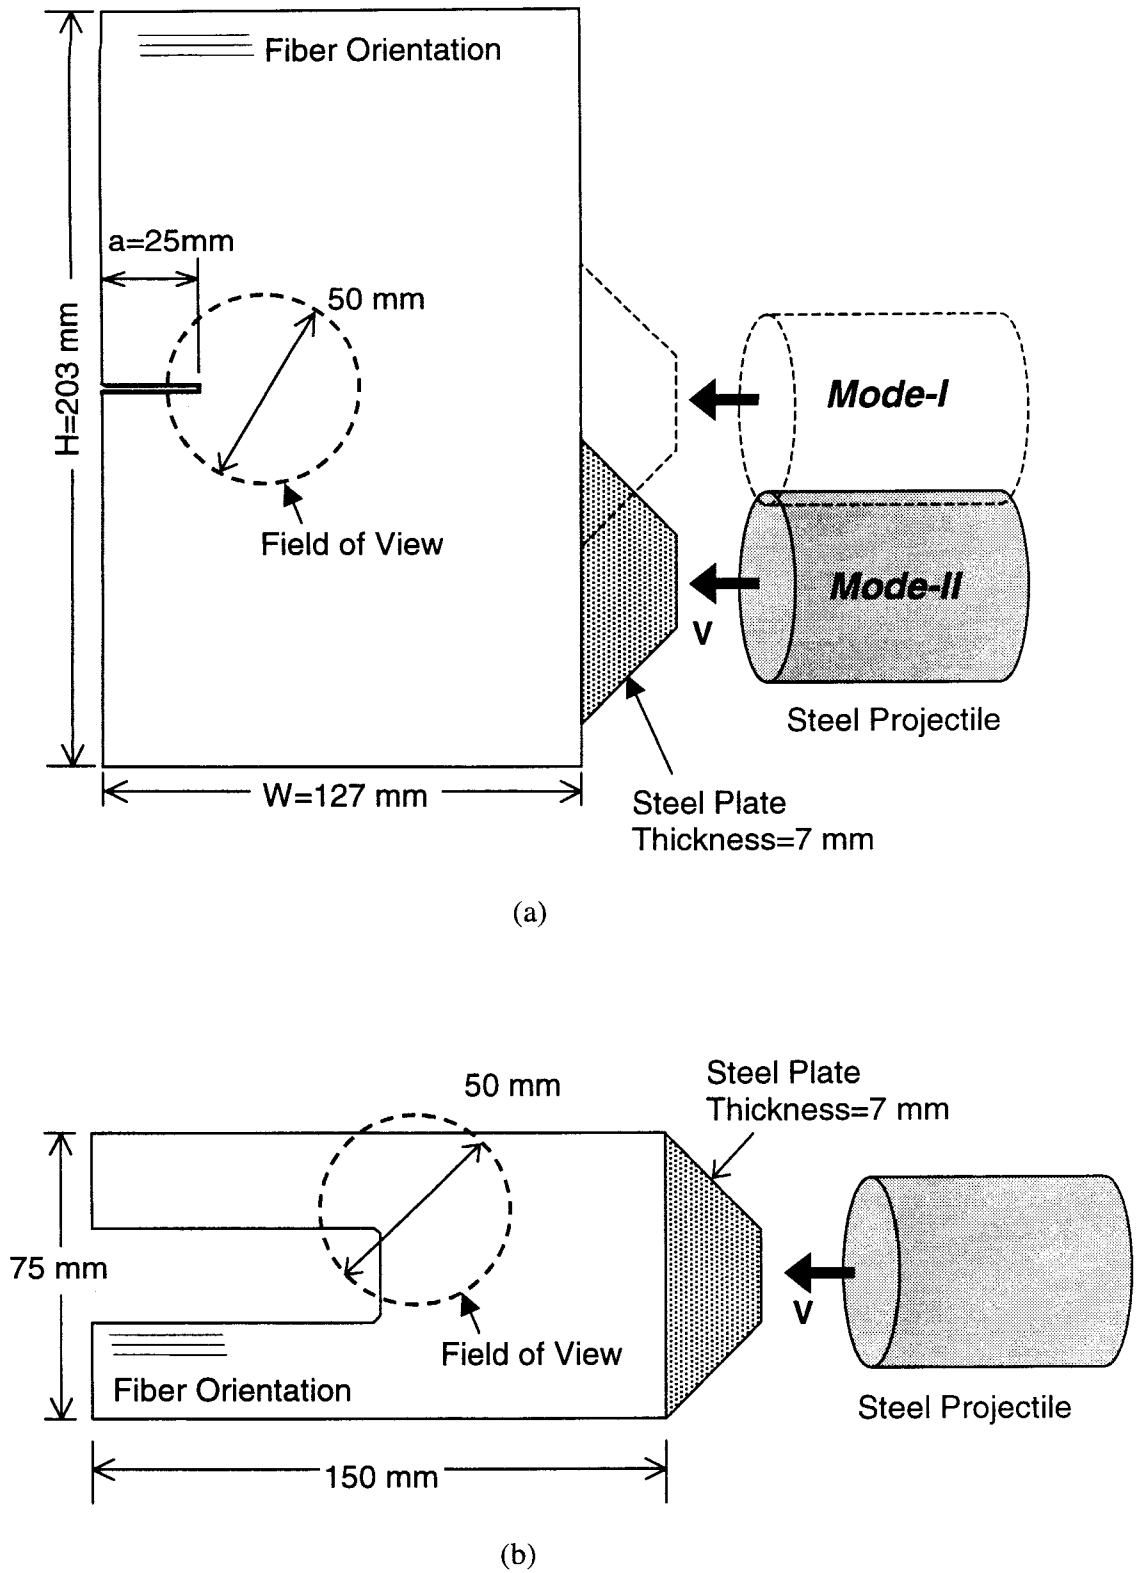 Fiber Orientation
a=25mm
50 mm
H=203 mm
Mode-I
Field of View
Mode-II
V
Steel Projectile
W=127 mm
Steel Plate
Thickness=7 mm
(a)
50 mm
Steel Plate
Thickness=7 mm
75 mm
V
Field of View
Fiber Orientation
Steel Projectile
150 mm
(b)